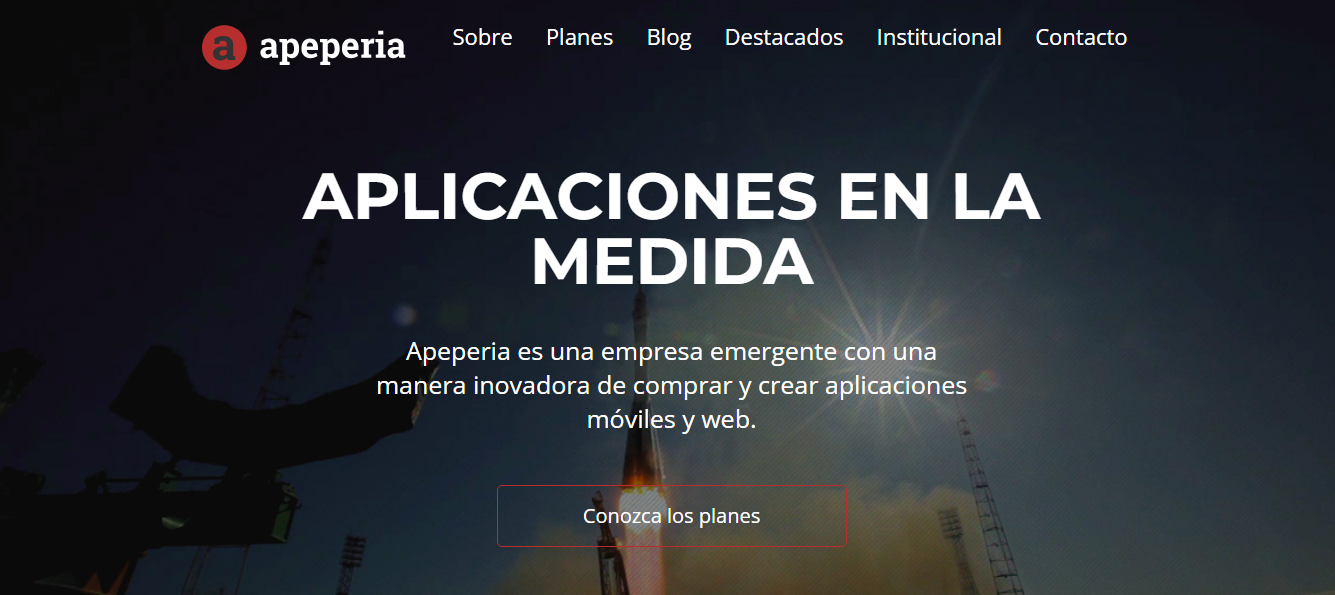 a apeperia
Sobre Planes Blog Destacados Institucional Contacto
APLICACIONES EN LA
MEDIDA
Apeperia es una empresa emergente con una
manera inovadora de comprar y crear aplicaciones
móviles y web.
Conozca los planes